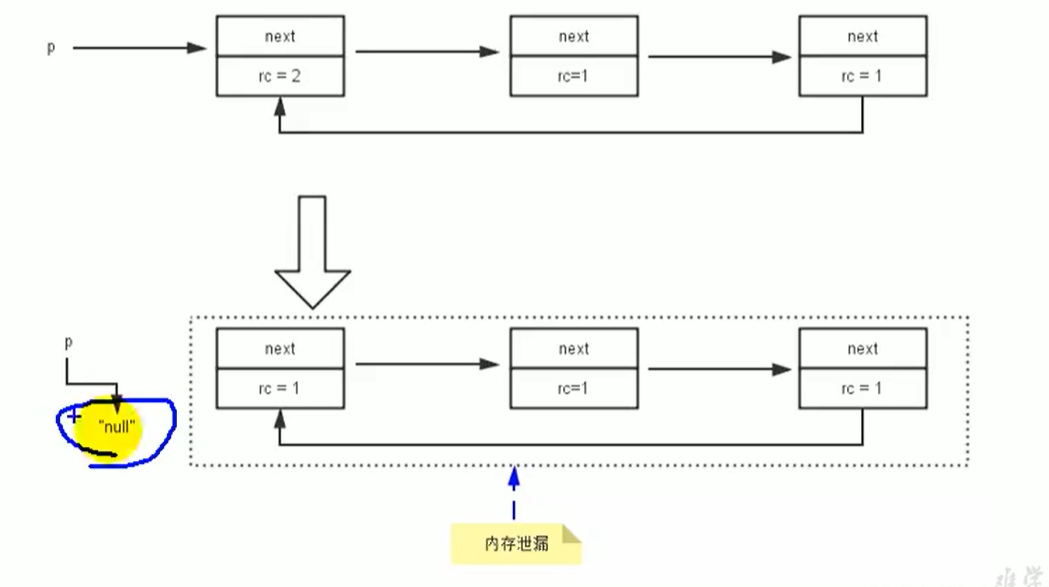 p
next
next
next
rc = 2
rc=1
rc = 1
p
next
next
next
rc = 1
rc=1
rc = 1
"null"
内存泄漏